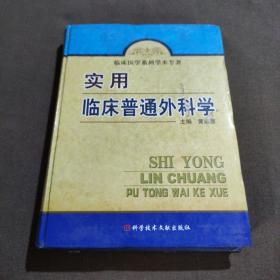 临床医学系列学术专著
实用
临床普通外科学
主编
SHI YONG
LIN CHUANG
PU TONG WAI KE XUE
科学技术文献出版社